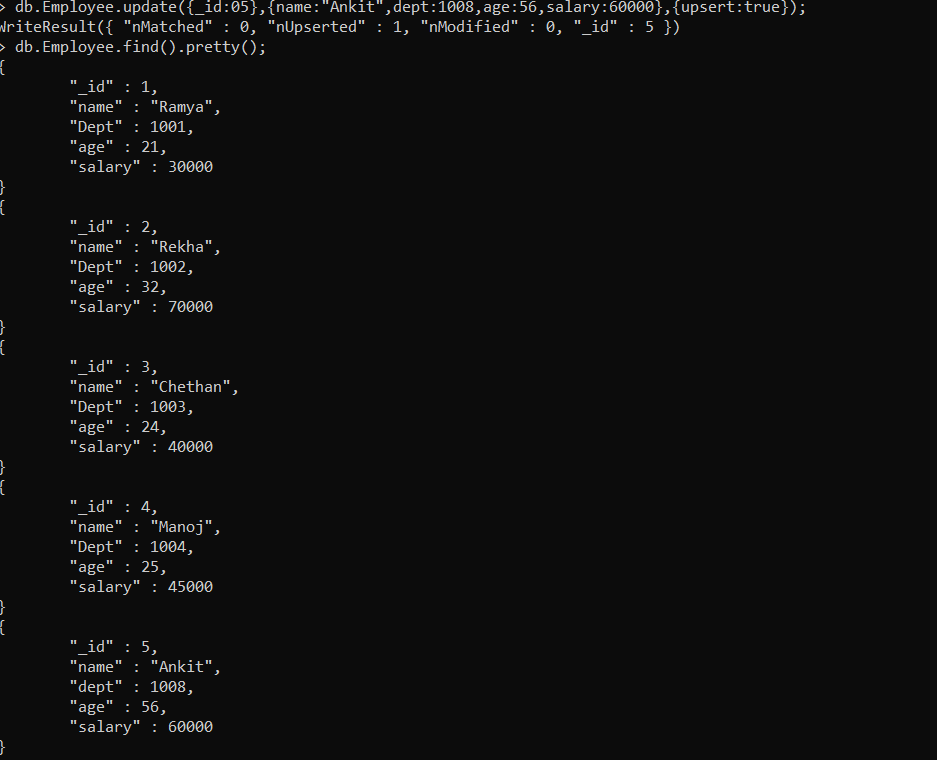 > db.Employee.update({_id:05},{name:"Ankit",dept:1008,age:56,salary:60000},{upsert:true});
WriteResult({ "nMatched" : 0, "nUpserted" : 1, "nModified" : 0, "_id" : 5 })
> db.Employee.find().pretty();
{
        "_id" : 1,
        "name" : "Ramya",
        "Dept" : 1001,
        "age" : 21,
        "salary" : 30000
}
{
        "_id" : 2,
        "name" : "Rekha",
        "Dept" : 1002,
        "age" : 32,
        "salary" : 70000
}
{
        "_id" : 3,
        "name" : "Chethan",
        "Dept" : 1003,
        "age" : 24,
        "salary" : 40000
}
{
        "_id" : 4,
        "name" : "Manoj",
        "Dept" : 1004,
        "age" : 25,
        "salary" : 45000
}
{
        "_id" : 5,
        "name" : "Ankit",
        "dept" : 1008,
        "age" : 56,
        "salary" : 60000
}